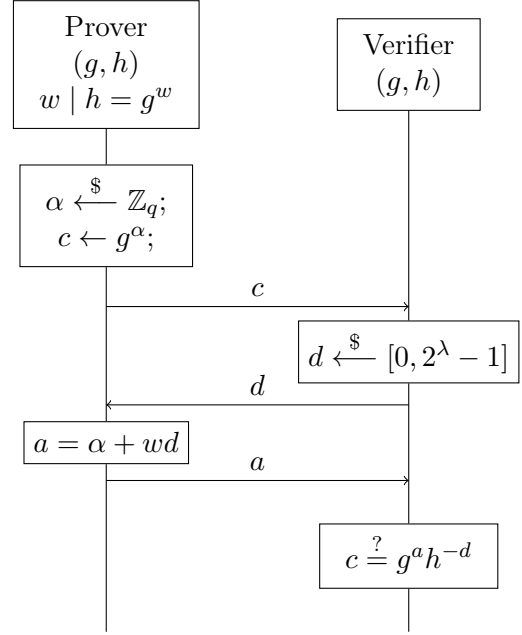 Prover
(g, h)
w | h = g^w
Verifier
(g, h)
α ←$ ℤ_q;
c ← g^α;
c
d ←$ [0, 2^λ − 1]
d
a = α + wd
a
c ≟ g^a h^{−d}